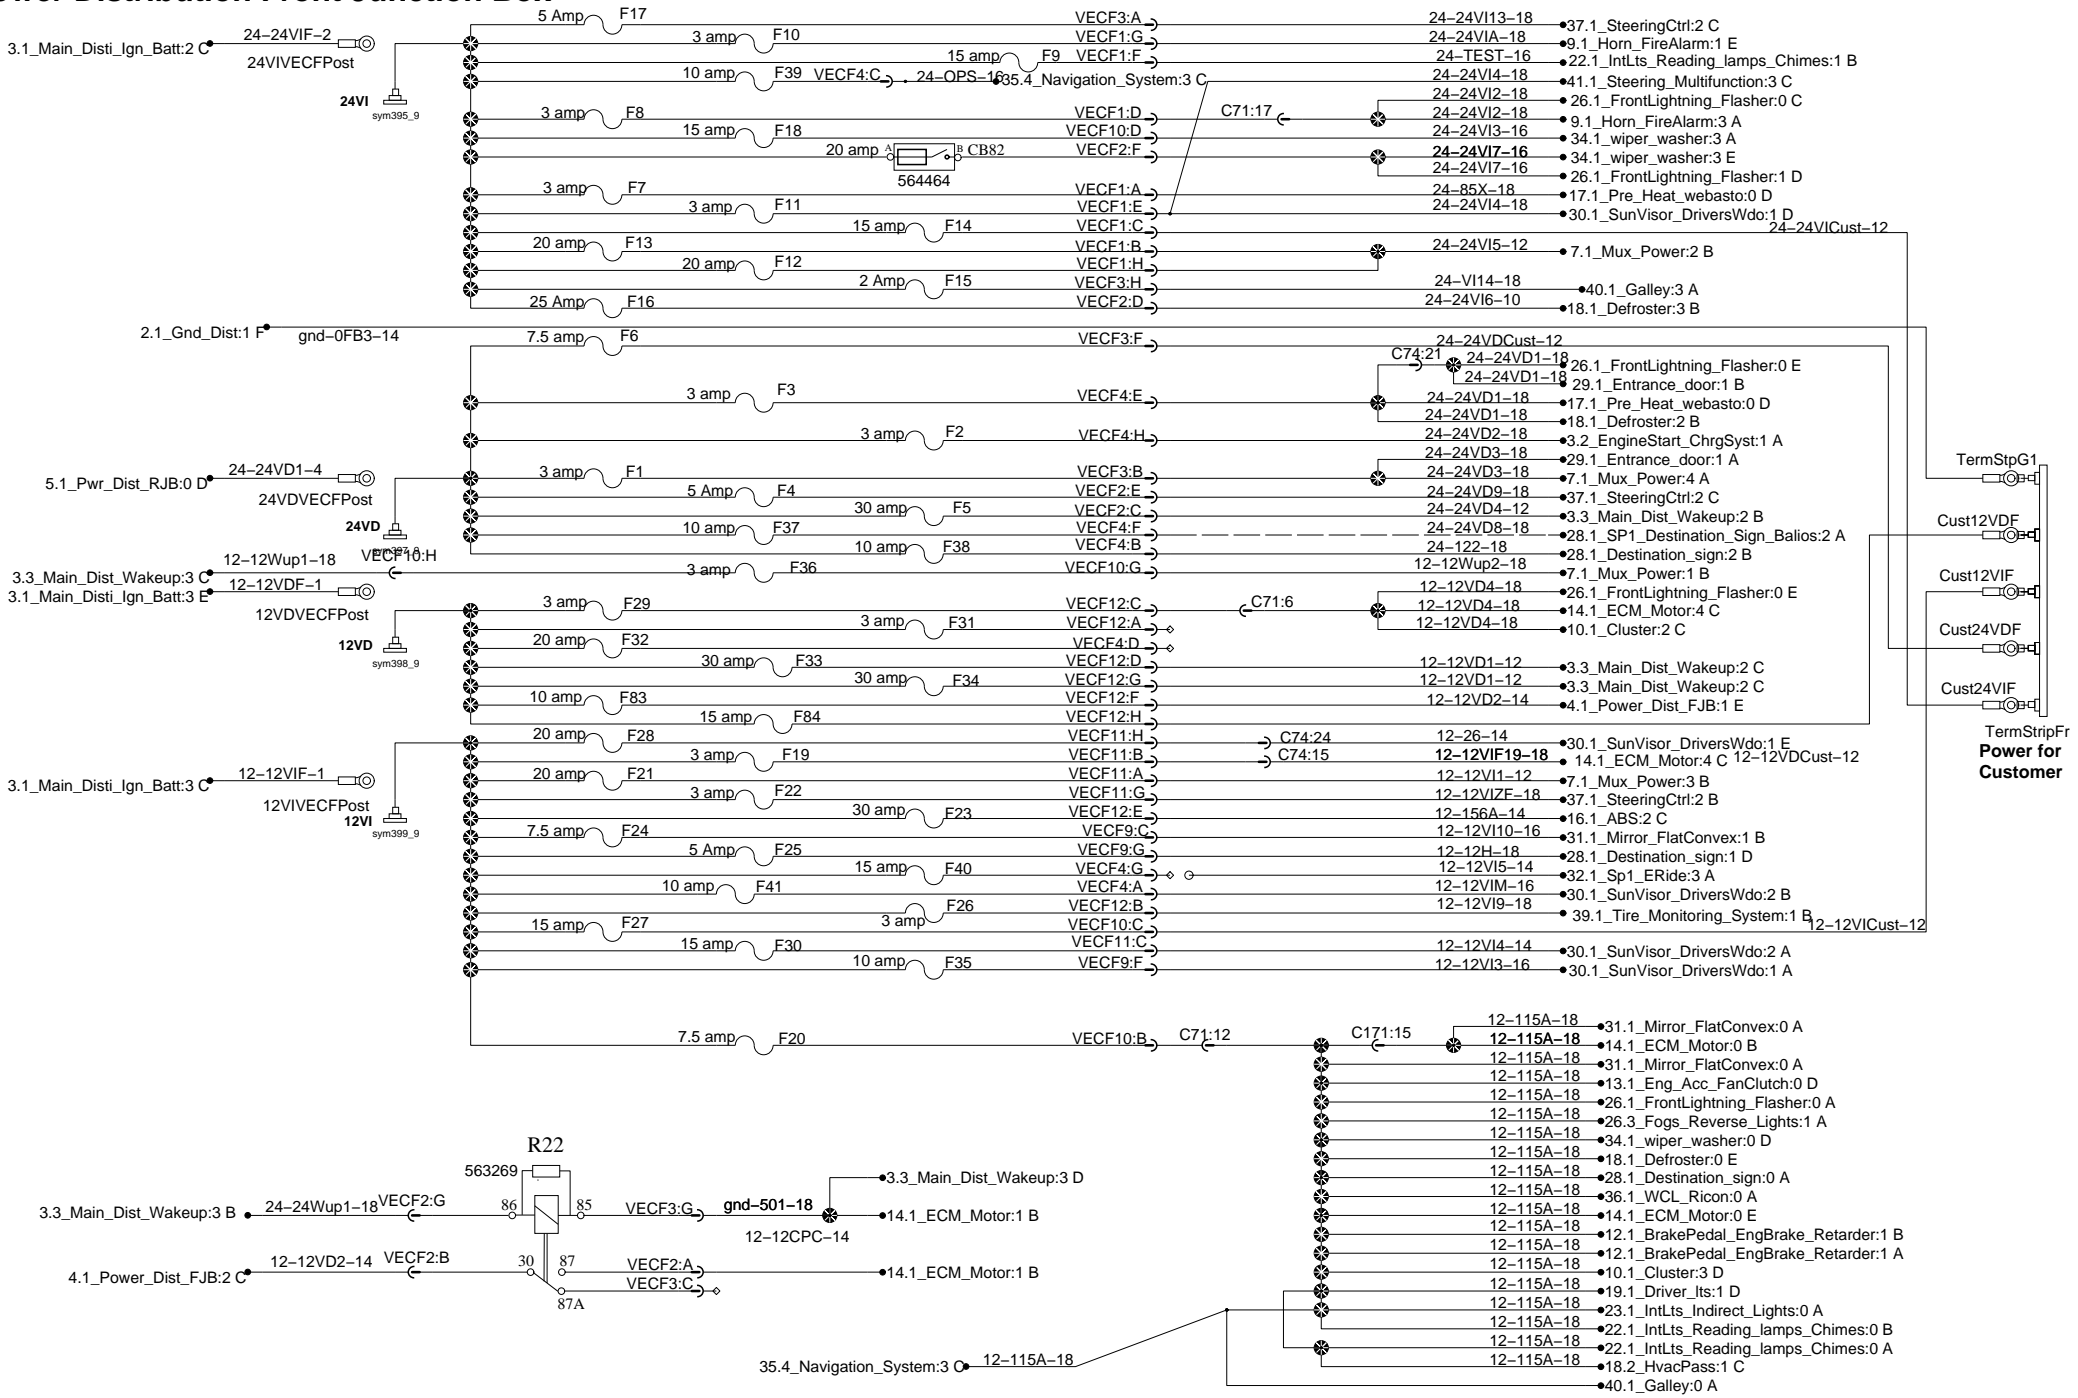 5 Amp F17 VECF3:A 24-24VI13-18 37.1_SteeringCtrl:2 C
3.1_Main_Disti_Ign_Batt:2 C 24-24VIF-2 24VIVECFPost
3 amp F10 VECF1:G 24-24VIA-18 9.1_Horn_FireAlarm:1 E
15 amp F9 VECF1:F 24-TEST-16 22.1_IntLts_Reading_lamps_Chimes:1 B
10 amp F39 VECF4:C 35.4_Navigation_System:3 C 24-24VI4-18 41.1_Steering_Multifunction:3 C
24VI
sym395_9
24-24VI2-18 26.1_FrontLightning_Flasher:0 C
3 amp F8 VECF1:D C71:17 24-24VI2-18 9.1_Horn_FireAlarm:3 A
15 amp F18 VECF10:D 24-24VI3-16 34.1_wiper_washer:3 A
20 amp A B CB82 VECF2:F 24-24VI7-16 34.1_wiper_washer:3 E
564464
24-24VI7-16 26.1_FrontLightning_Flasher:1 D
3 amp F7 VECF1:A 24-85X-18 17.1_Pre_Heat_webasto:0 D
3 amp F11 VECF1:E 24-24VI4-18 30.1_SunVisor_DriversWdo:1 D
15 amp F14 VECF1:C 24-24VICust-12
20 amp F13 VECF1:B 24-24VI5-12 7.1_Mux_Power:2 B
20 amp F12 VECF1:H
2 Amp F15 VECF3:H 24-VI14-18 40.1_Galley:3 A
25 Amp F16 VECF2:D 24-24VI6-10 18.1_Defroster:3 B
2.1_Gnd_Dist:1 F gnd-0FB3-14
7.5 amp F6 VECF3:F 24-24VDCust-12
C74:21 24-24VD1-18 26.1_FrontLightning_Flasher:0 E
24-24VD1-18 29.1_Entrance_door:1 B
3 amp F3 VECF4:E 24-24VD1-18 17.1_Pre_Heat_webasto:0 D
24-24VD1-18 18.1_Defroster:2 B
3 amp F2 VECF4:H 24-24VD2-18 3.2_EngineStart_ChrgSyst:1 A
24-24VD3-18 29.1_Entrance_door:1 A
5.1_Pwr_Dist_RJB:0 D 24-24VD1-4 24VDVECFPost
3 amp F1 VECF3:B 24-24VD3-18 7.1_Mux_Power:4 A
5 Amp F4 VECF2:E 24-24VD9-18 37.1_SteeringCtrl:2 C
30 amp F5 VECF2:C 24-24VD4-12 3.3_Main_Dist_Wakeup:2 B
24VD
10 amp F37 VECF4:F 24-24VD8-18 28.1_SP1_Destination_Sign_Balios:2 A
10 amp F38 VECF4:B 24-122-18 28.1_Destination_sign:2 B
3.3_Main_Dist_Wakeup:3 C 12-12Wup1-18 VECF10:H 3 amp F36 VECF10:G 12-12Wup2-18 7.1_Mux_Power:1 B
3.1_Main_Disti_Ign_Batt:3 E 12-12VDF-1 12VDVECFPost
12-12VD4-18 26.1_FrontLightning_Flasher:0 E
3 amp F29 VECF12:C C71:6 12-12VD4-18 14.1_ECM_Motor:4 C
3 amp F31 VECF12:A 12-12VD4-18 10.1_Cluster:2 C
12VD
sym398_9
20 amp F32 VECF4:D
30 amp F33 VECF12:D 12-12VD1-12 3.3_Main_Dist_Wakeup:2 C
30 amp F34 VECF12:G 12-12VD1-12 3.3_Main_Dist_Wakeup:2 C
10 amp F83 VECF12:F 12-12VD2-14 4.1_Power_Dist_FJB:1 E
15 amp F84 VECF12:H
20 amp F28 VECF11:H C74:24 12-26-14 30.1_SunVisor_DriversWdo:1 E
3 amp F19 VECF11:B C74:15 12-12VIF19-18 14.1_ECM_Motor:4 C 12-12VDCust-12
3.1_Main_Disti_Ign_Batt:3 C 12-12VIF-1 12VIVECFPost
12VI
sym399_9
20 amp F21 VECF11:A 12-12VI1-12 7.1_Mux_Power:3 B
3 amp F22 VECF11:G 12-12VIZF-18 37.1_SteeringCtrl:2 B
30 amp F23 VECF12:E 12-156A-14 16.1_ABS:2 C
7.5 amp F24 VECF9:C 12-12VI10-16 31.1_Mirror_FlatConvex:1 B
5 Amp F25 VECF9:G 12-12H-18 28.1_Destination_sign:1 D
15 amp F40 VECF4:G 12-12VI5-14 32.1_Sp1_ERide:3 A
10 amp F41 VECF4:A 12-12VIM-16 30.1_SunVisor_DriversWdo:2 B
3 amp F26 VECF12:B 12-12VI9-18 39.1_Tire_Monitoring_System:1 B
15 amp F27 VECF10:C 12-12VICust-12
15 amp F30 VECF11:C 12-12VI4-14 30.1_SunVisor_DriversWdo:2 A
10 amp F35 VECF9:F 12-12VI3-16 30.1_SunVisor_DriversWdo:1 A
TermStpG1
Cust12VDF
Cust12VIF
Cust24VDF
Cust24VIF
TermStripFr
Power for
Customer
12-115A-18 31.1_Mirror_FlatConvex:0 A
7.5 amp F20 VECF10:B C71:12 C171:15 12-115A-18 14.1_ECM_Motor:0 B
12-115A-18 31.1_Mirror_FlatConvex:0 A
12-115A-18 13.1_Eng_Acc_FanClutch:0 D
12-115A-18 26.1_FrontLightning_Flasher:0 A
12-115A-18 26.3_Fogs_Reverse_Lights:1 A
12-115A-18 34.1_wiper_washer:0 D
12-115A-18 18.1_Defroster:0 E
12-115A-18 28.1_Destination_sign:0 A
12-115A-18 36.1_WCL_Ricon:0 A
12-115A-18 14.1_ECM_Motor:0 E
12-115A-18 12.1_BrakePedal_EngBrake_Retarder:1 B
12-115A-18 12.1_BrakePedal_EngBrake_Retarder:1 A
12-115A-18 10.1_Cluster:3 D
12-115A-18 19.1_Driver_lts:1 D
12-115A-18 23.1_IntLts_Indirect_Lights:0 A
12-115A-18 22.1_IntLts_Reading_lamps_Chimes:0 B
12-115A-18 22.1_IntLts_Reading_lamps_Chimes:0 A
12-115A-18 18.2_HvacPass:1 C
40.1_Galley:0 A
R22
563269
3.3_Main_Dist_Wakeup:3 D
3.3_Main_Dist_Wakeup:3 B 24-24Wup1-18 VECF2:G 86 85 VECF3:G gnd-501-18 14.1_ECM_Motor:1 B
12-12CPC-14
4.1_Power_Dist_FJB:2 C 12-12VD2-14 VECF2:B 30 87 VECF2:A 14.1_ECM_Motor:1 B
87A VECF3:C
35.4_Navigation_System:3 C 12-115A-18